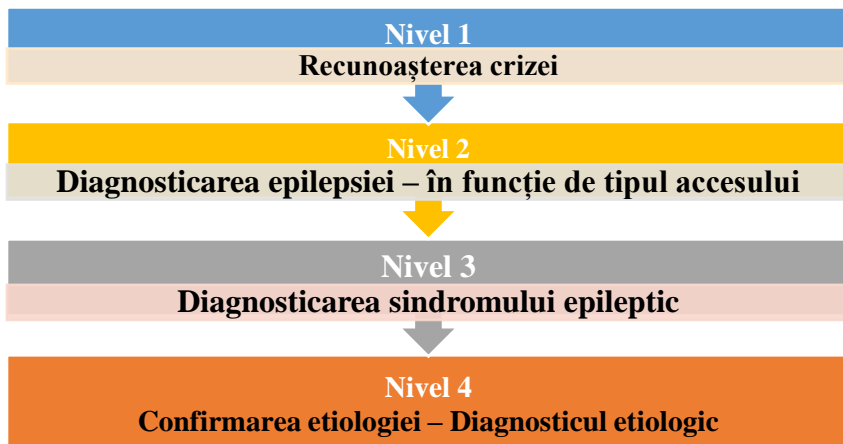 Nivel 1
Recunoașterea crizei
Nivel 2
Diagnosticarea epilepsiei – în funcție de tipul accesului
Nivel 3
Diagnosticarea sindromului epileptic
Nivel 4
Confirmarea etiologiei – Diagnosticul etiologic